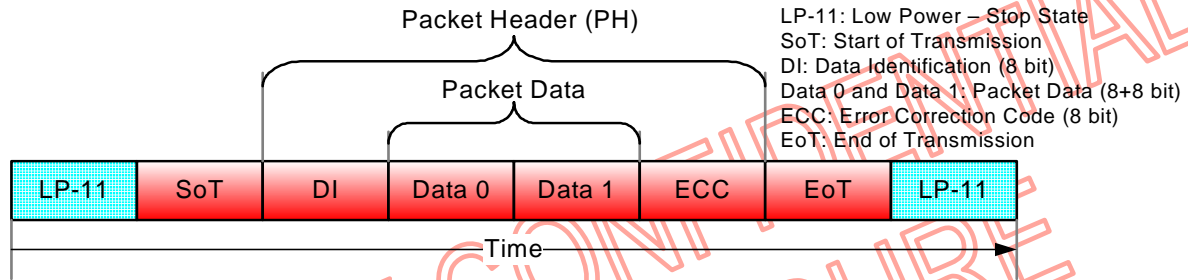 Packet Header (PH)
LP-11: Low Power – Stop State
SoT: Start of Transmission
DI: Data Identification (8 bit)
Data 0 and Data 1: Packet Data (8+8 bit)
ECC: Error Correction Code (8 bit)
EoT: End of Transmission
Packet Data
LP-11 SoT DI Data 0 Data 1 ECC EoT LP-11
Time
CONFIDENTIAL